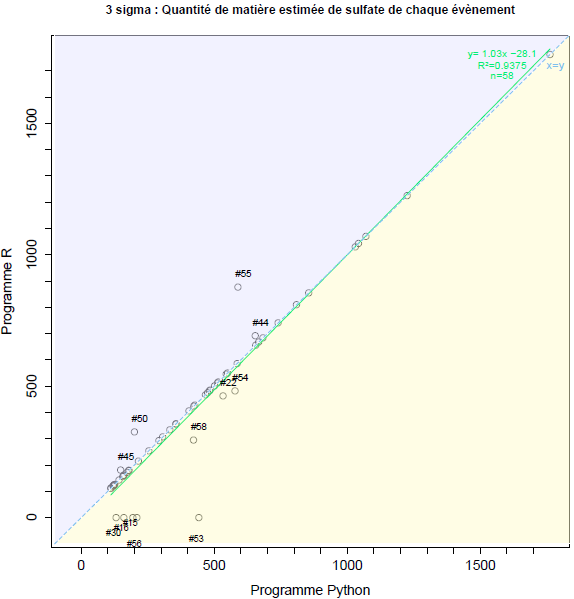 3 sigma : Quantité de matière estimée de sulfate de chaque évènement
y= 1.03x −28.1
R²=0.9375
x=y
n=58
Programme R
1500
1000
500
0
#55
#44
#54
#22
#50
#58
#45
#15
#16
#30
#56
#53
0 500 1000 1500
Programme Python